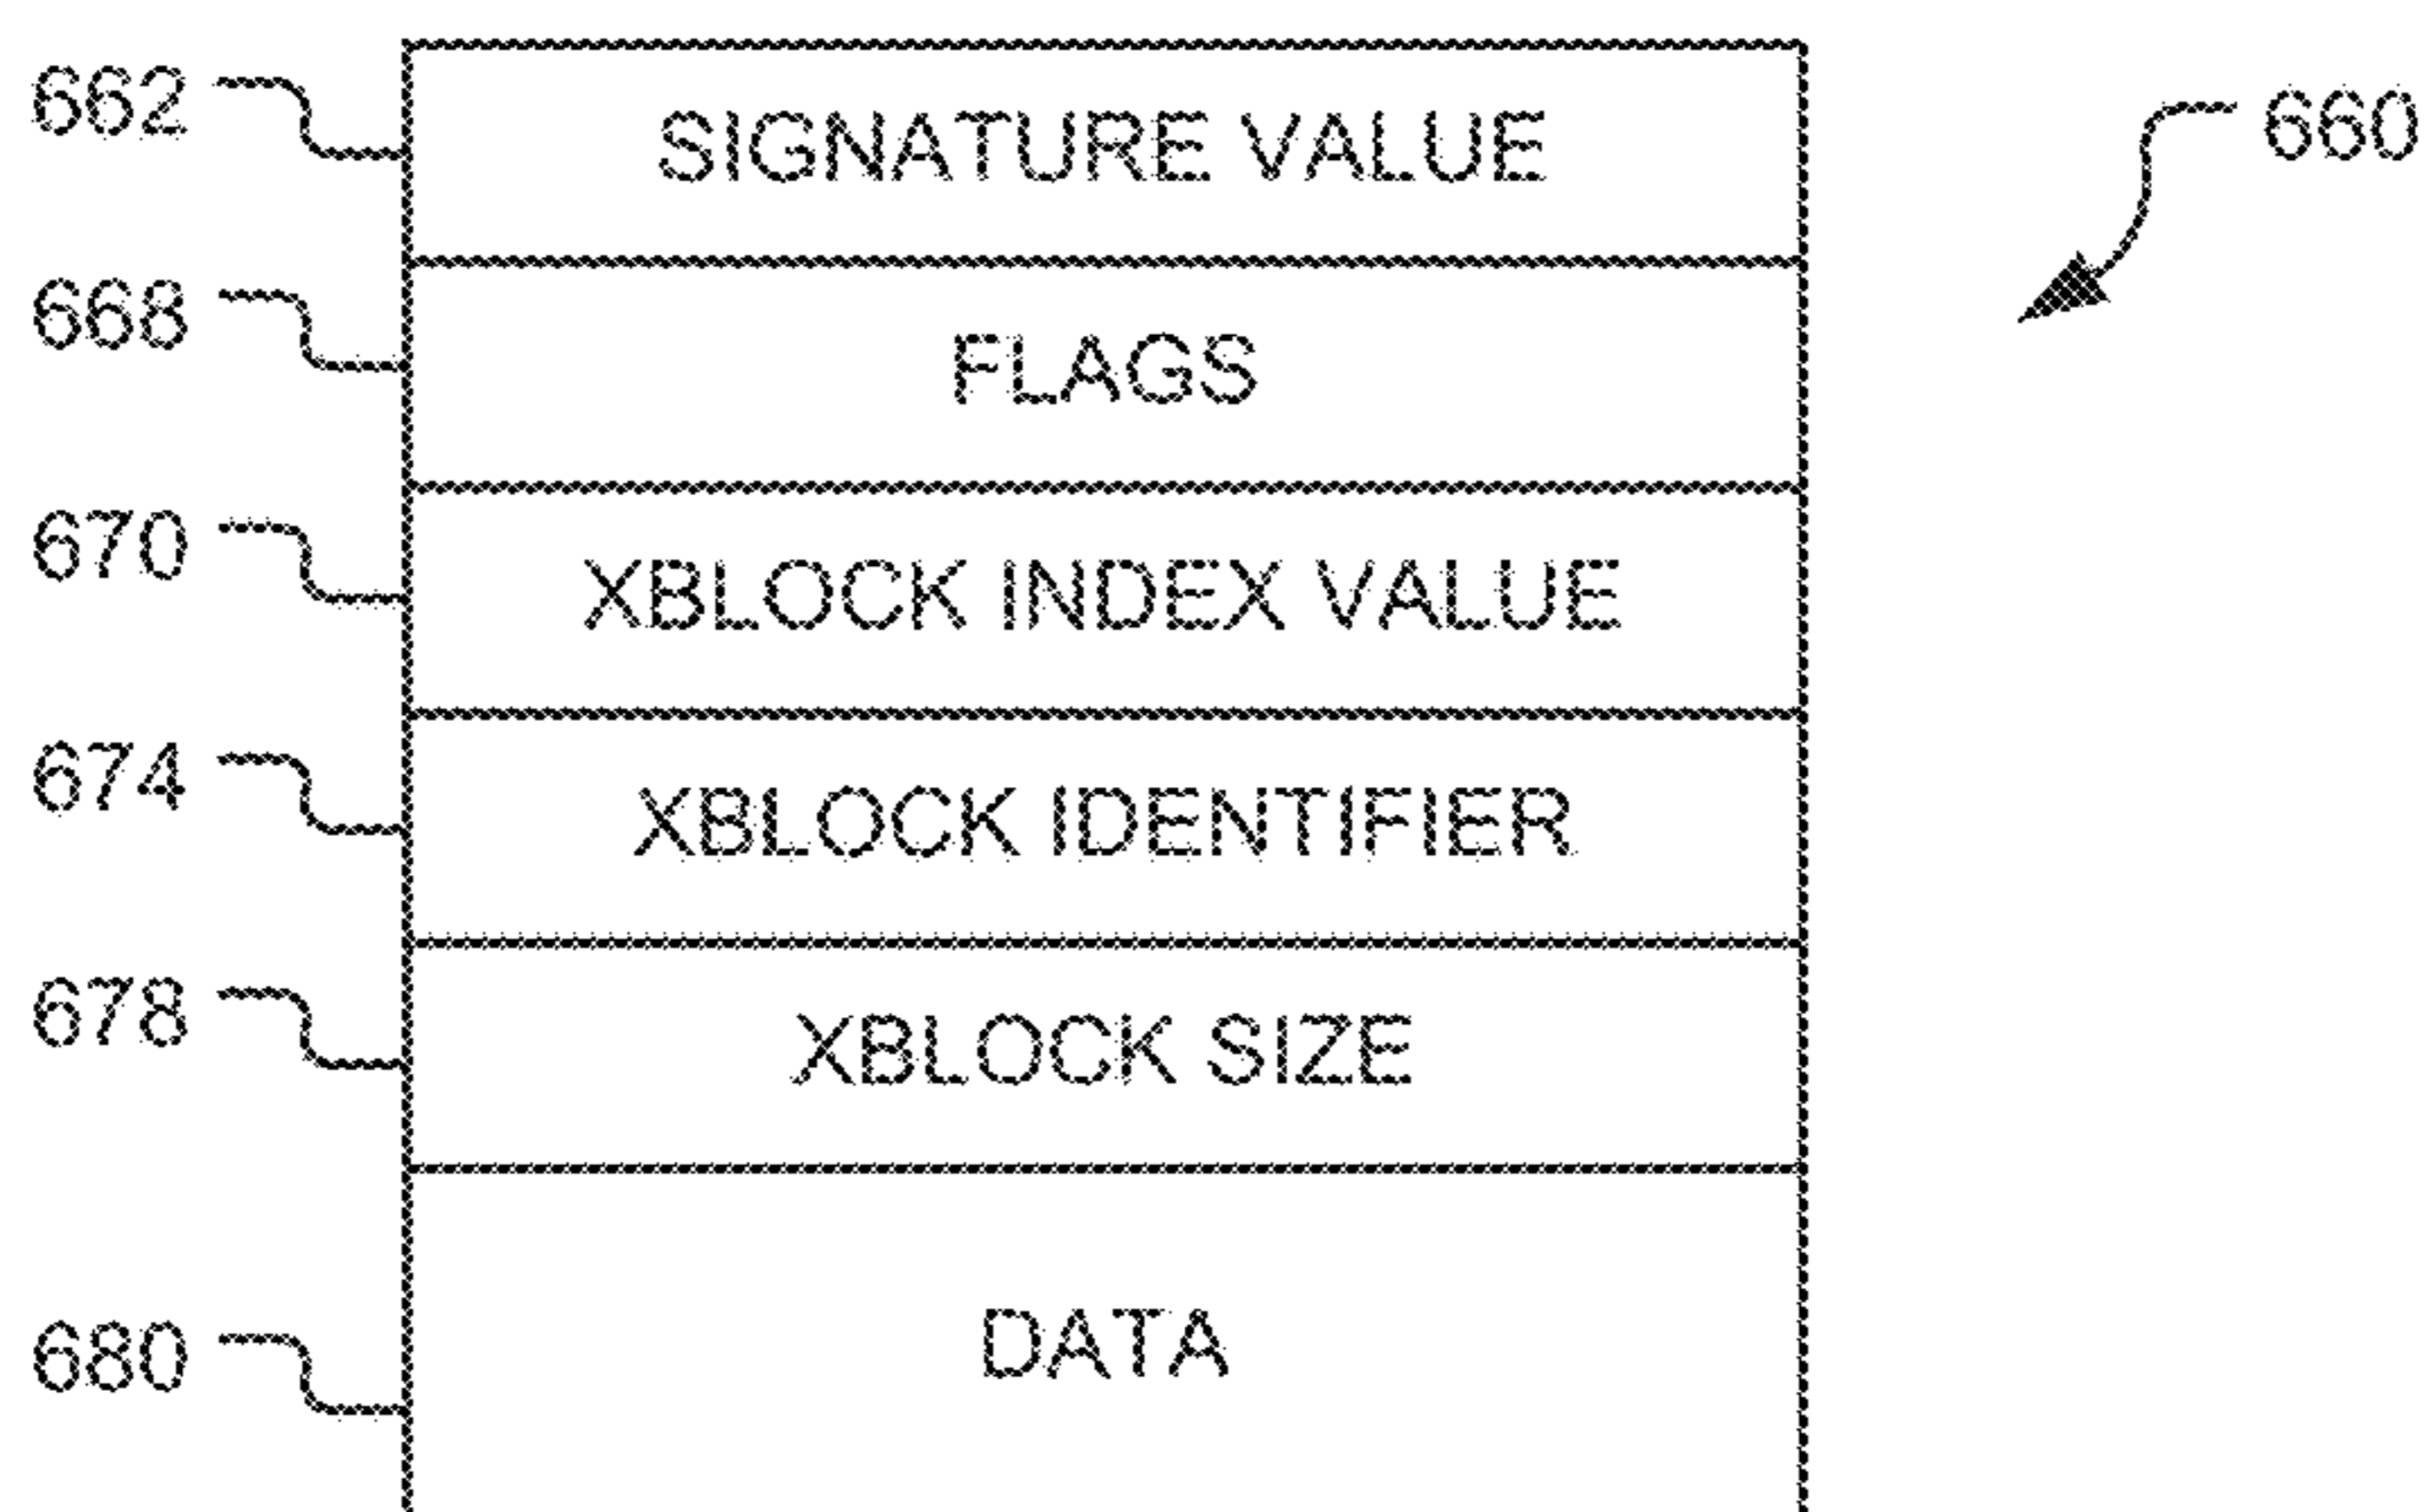 662 SIGNATURE VALUE 660
668 FLAGS
670 XBLOCK INDEX VALUE
674 XBLOCK IDENTIFIER
678 XBLOCK SIZE
680 DATA